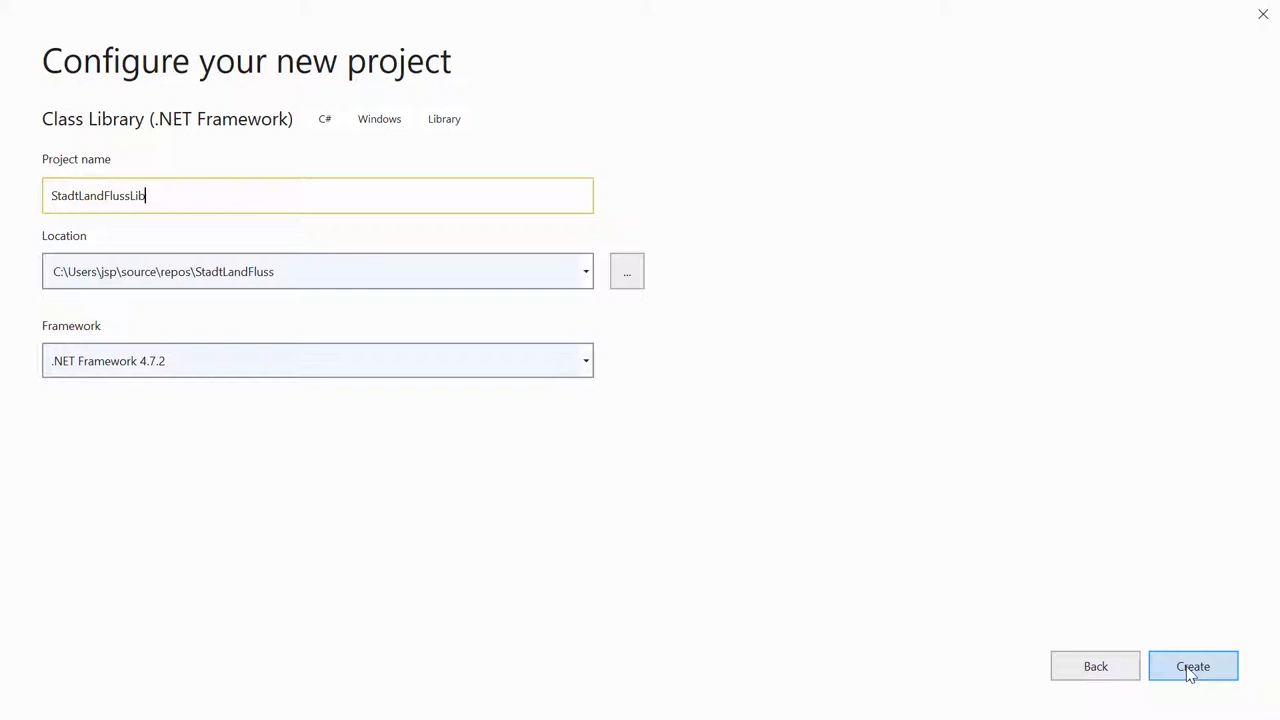 Configure your new project
Class Library (.NET Framework) C# Windows Library
Project name
StadtLandFlussLib
Location
C:\Users\jsp\source\repos\StadtLandFluss
...
Framework
.NET Framework 4.7.2
Back Create